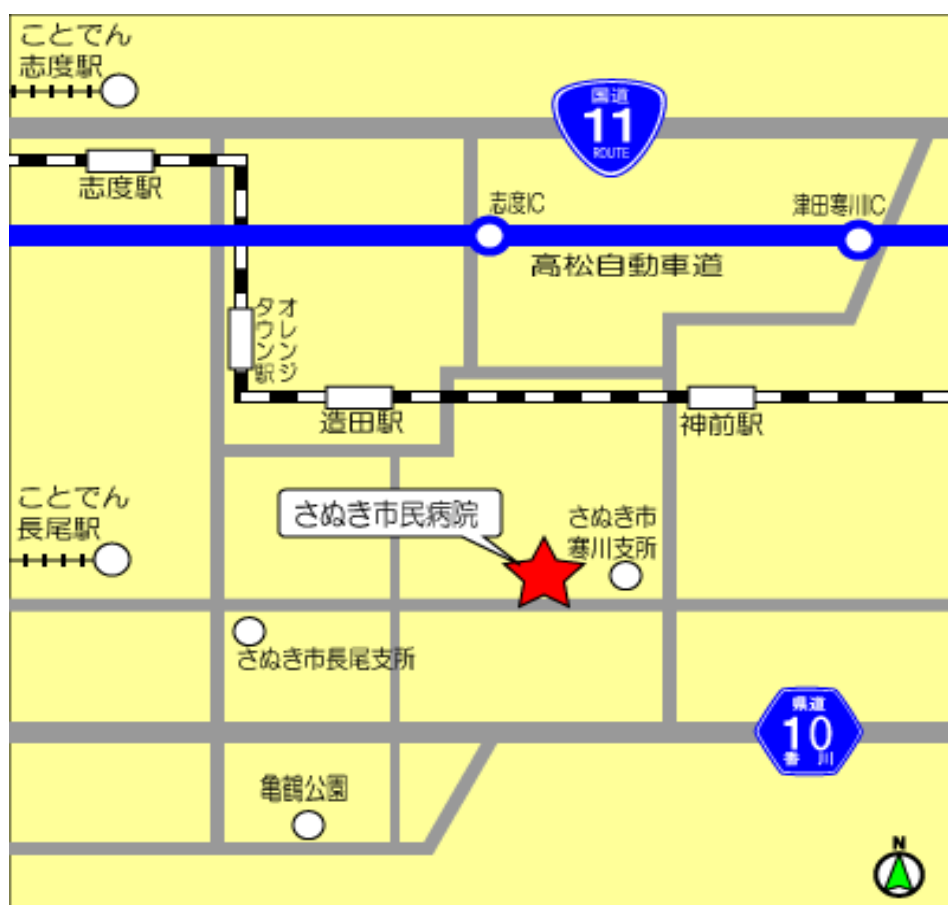 ことでん
志度駅
国道
11
ROUTE
志度駅
志度IC
津田寒川IC
高松自動車道
オレンジ
タウン駅
造田駅
神前駅
ことでん
長尾駅
さぬき市民病院
さぬき市
寒川支所
さぬき市長尾支所
県道
10
香川
亀鶴公園
N